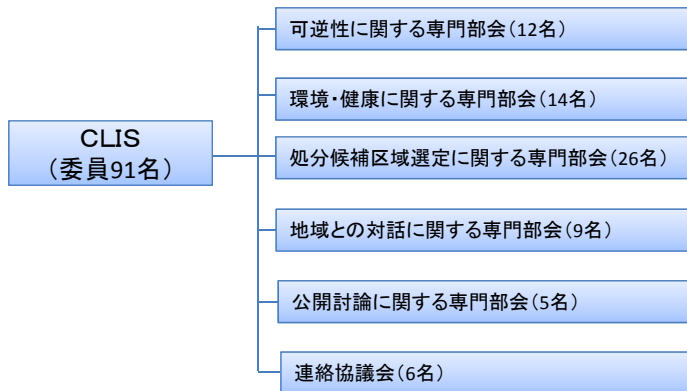 可逆性に関する専門部会(12名)
環境・健康に関する専門部会(14名)
CLIS
(委員91名)
処分候補区域選定に関する専門部会(26名)
地域との対話に関する専門部会(9名)
公開討論に関する専門部会(5名)
連絡協議会(6名)